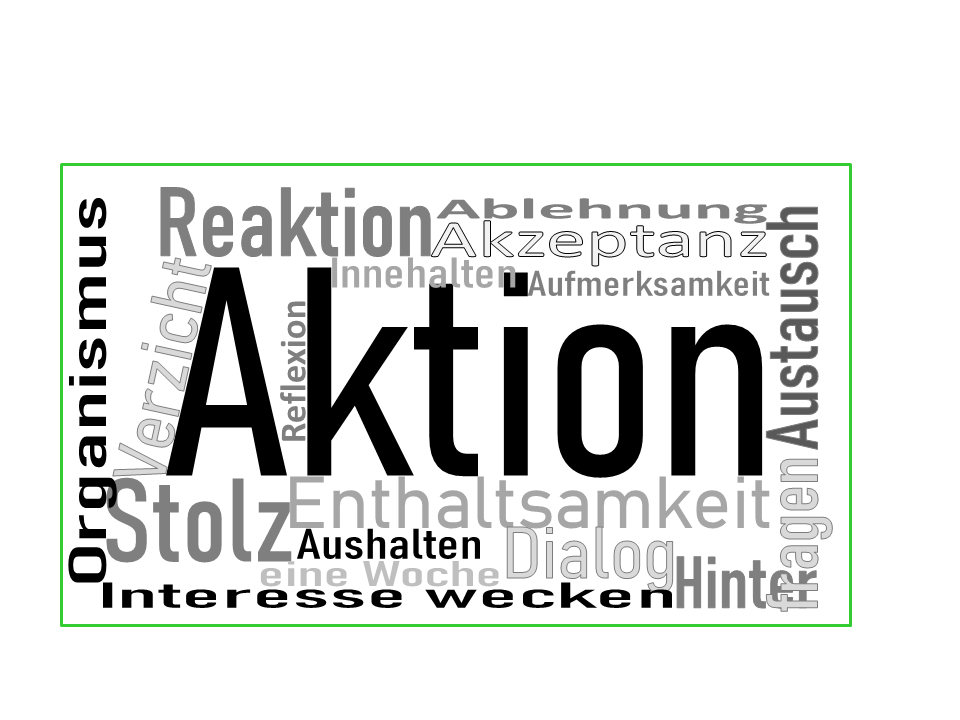 Reaktion
Ablehnung
Akzeptanz
Innehalten
Aufmerksamkeit
Organismus
Verzicht
Aktion
Reflexion
Austausch
Stolz
Enthaltsamkeit
Aushalten
Dialog
eine Woche
Interesse wecken
Hinter
fragen